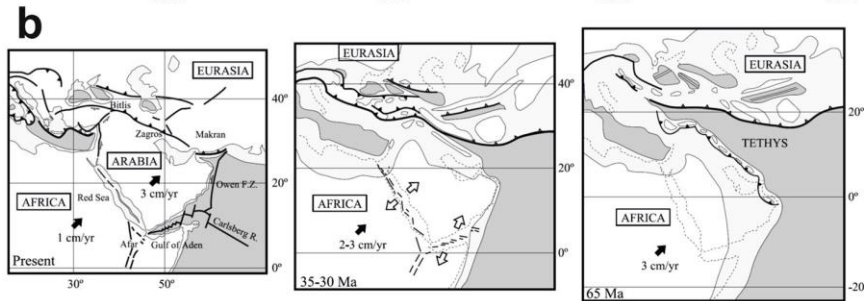 b
EURASIA
40°
Bitlis
Zagros
Makran
ARABIA
20°
3 cm/yr
Owen F.Z.
AFRICA
Red Sea
1 cm/yr
Carlsberg R.
Afar
Gulf of Aden
Present
0°
30°
50°
EURASIA
40°
20°
AFRICA
2-3 cm/yr
0°
35-30 Ma
EURASIA
20°
TETHYS
0°
AFRICA
3 cm/yr
65 Ma
-20